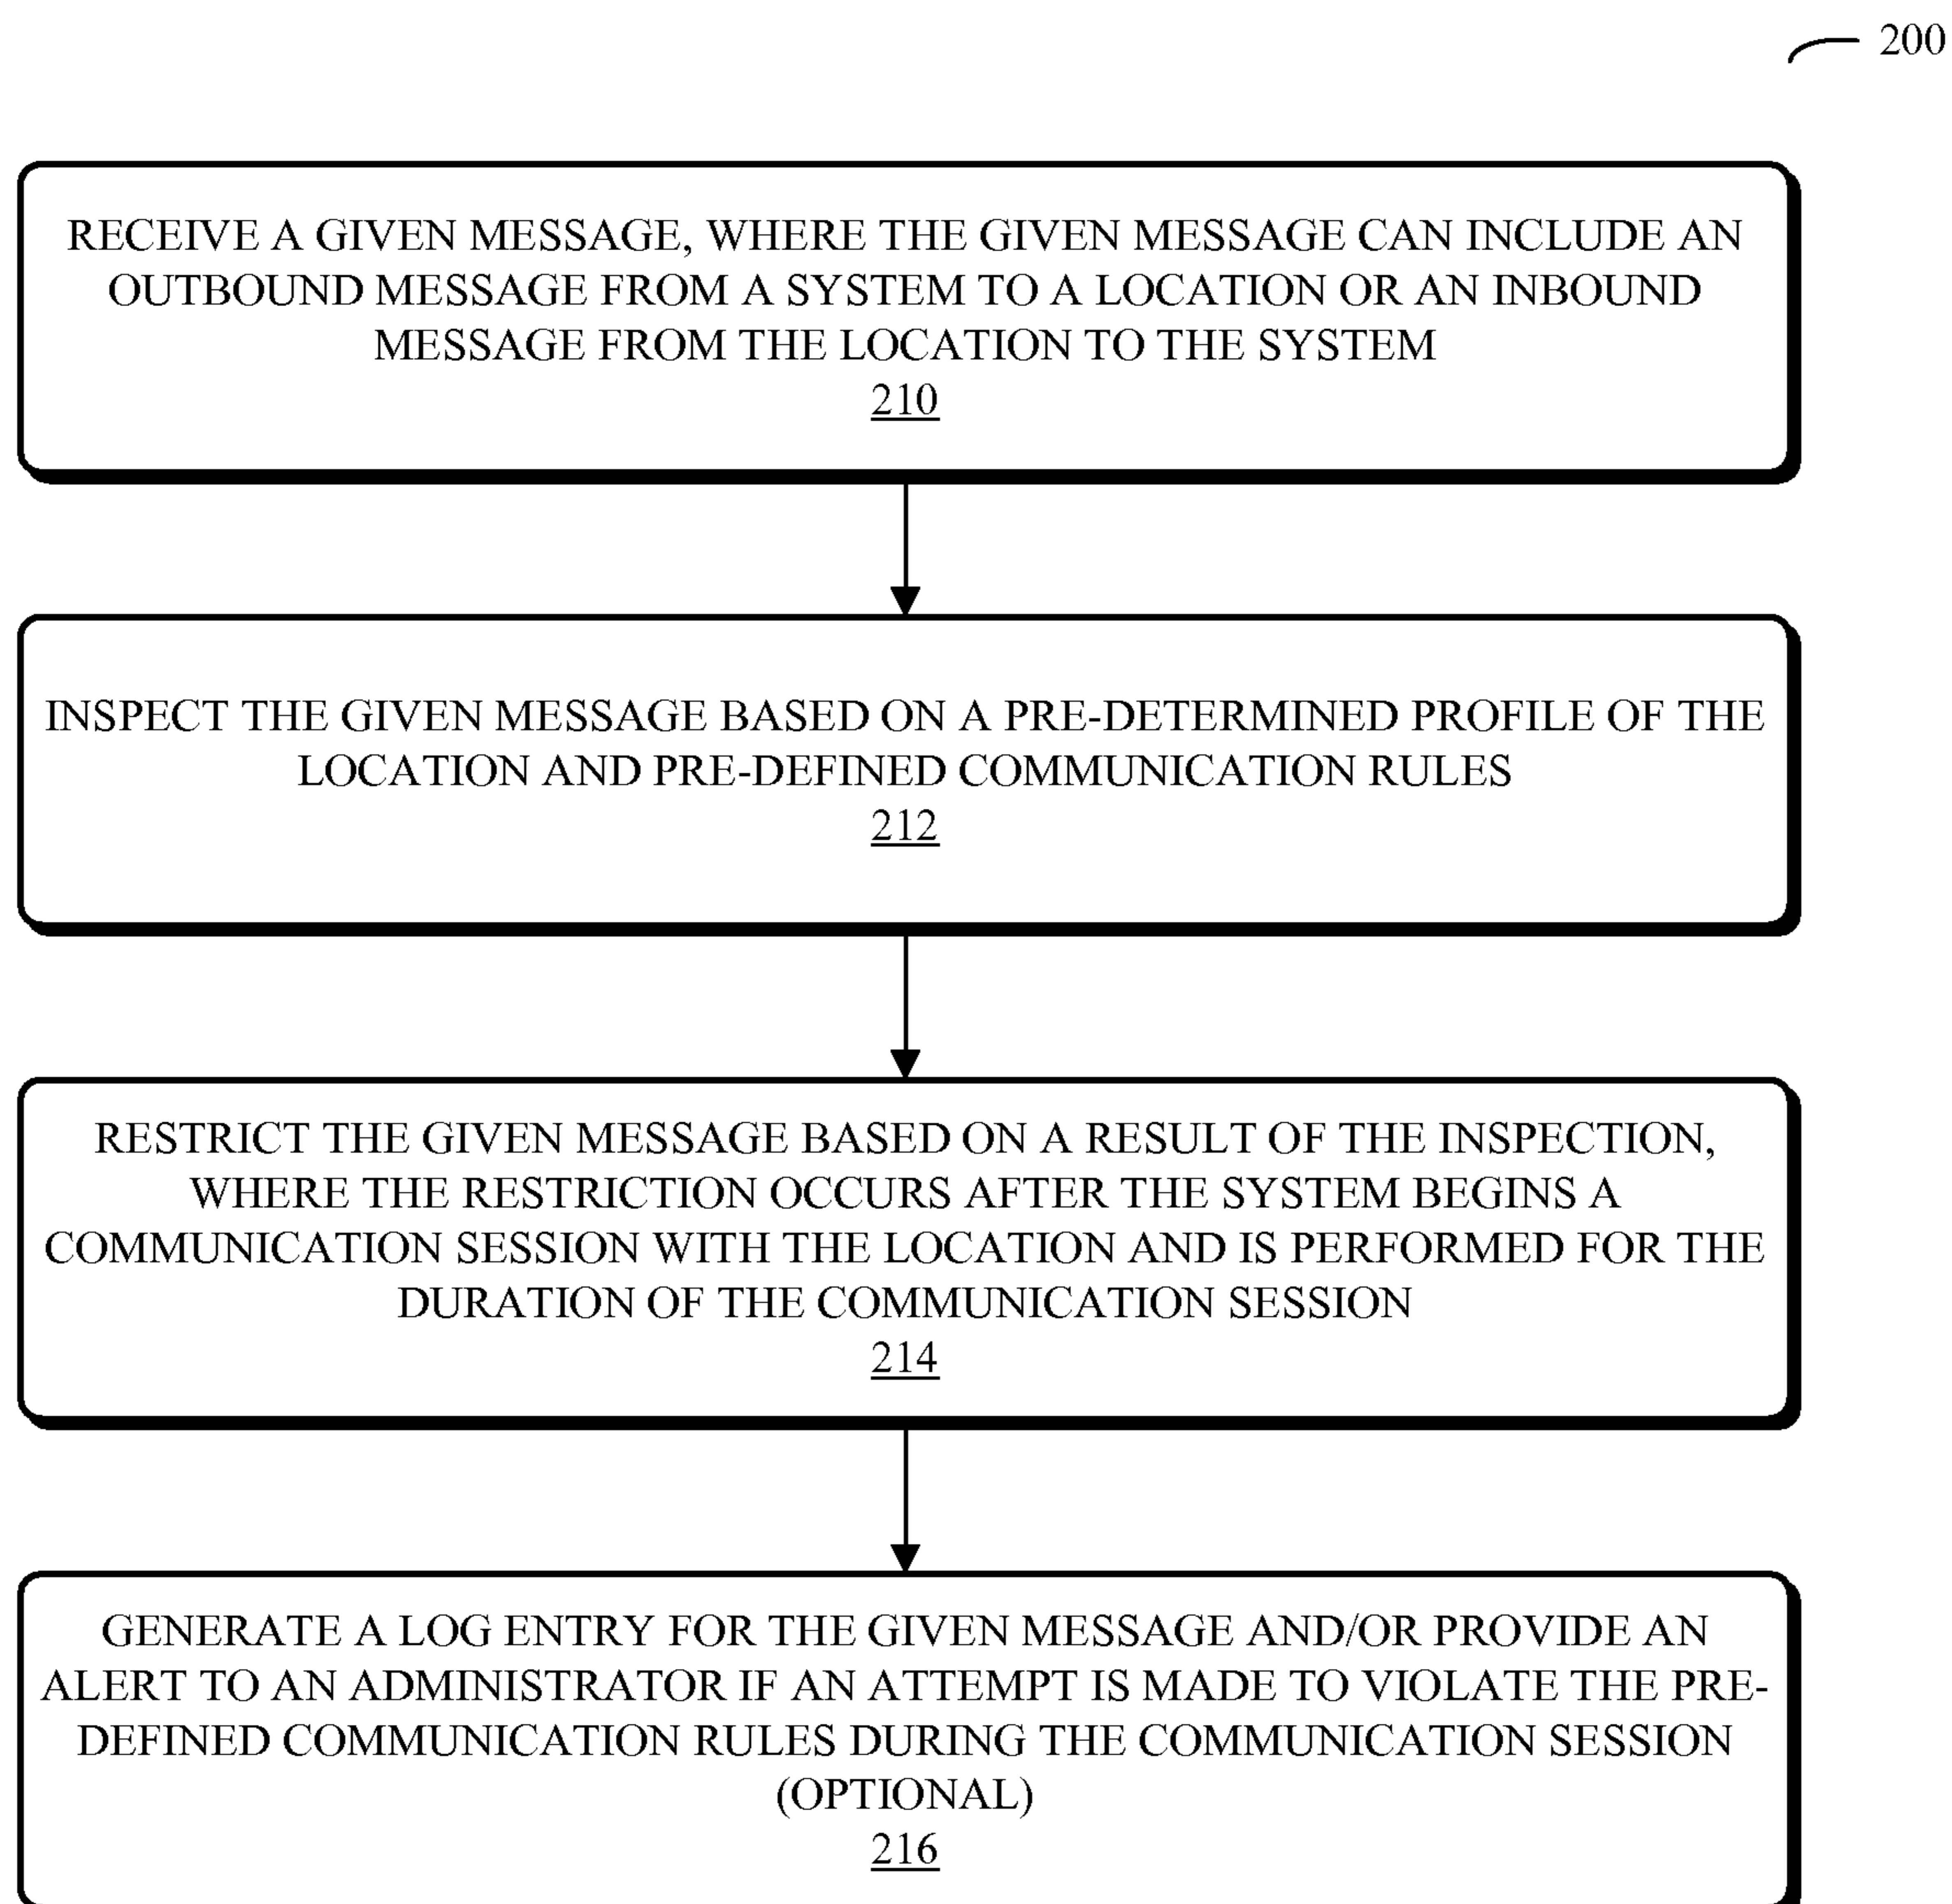 200
RECEIVE A GIVEN MESSAGE, WHERE THE GIVEN MESSAGE CAN INCLUDE AN
OUTBOUND MESSAGE FROM A SYSTEM TO A LOCATION OR AN INBOUND
MESSAGE FROM THE LOCATION TO THE SYSTEM
210
INSPECT THE GIVEN MESSAGE BASED ON A PRE-DETERMINED PROFILE OF THE
LOCATION AND PRE-DEFINED COMMUNICATION RULES
212
RESTRICT THE GIVEN MESSAGE BASED ON A RESULT OF THE INSPECTION,
WHERE THE RESTRICTION OCCURS AFTER THE SYSTEM BEGINS A
COMMUNICATION SESSION WITH THE LOCATION AND IS PERFORMED FOR THE
DURATION OF THE COMMUNICATION SESSION
214
GENERATE A LOG ENTRY FOR THE GIVEN MESSAGE AND/OR PROVIDE AN
ALERT TO AN ADMINISTRATOR IF AN ATTEMPT IS MADE TO VIOLATE THE PRE-
DEFINED COMMUNICATION RULES DURING THE COMMUNICATION SESSION
(OPTIONAL)
216